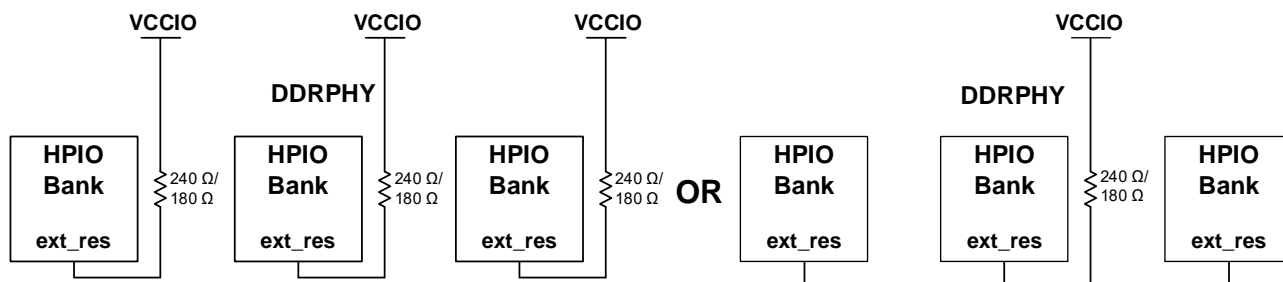 VCCIO
VCCIO
VCCIO
VCCIO
DDRPHY
DDRPHY
HPIO
Bank
ext_res
240 Ω/
180 Ω
HPIO
Bank
ext_res
240 Ω/
180 Ω
HPIO
Bank
ext_res
240 Ω/
180 Ω
OR
HPIO
Bank
ext_res
HPIO
Bank
ext_res
240 Ω/
180 Ω
HPIO
Bank
ext_res